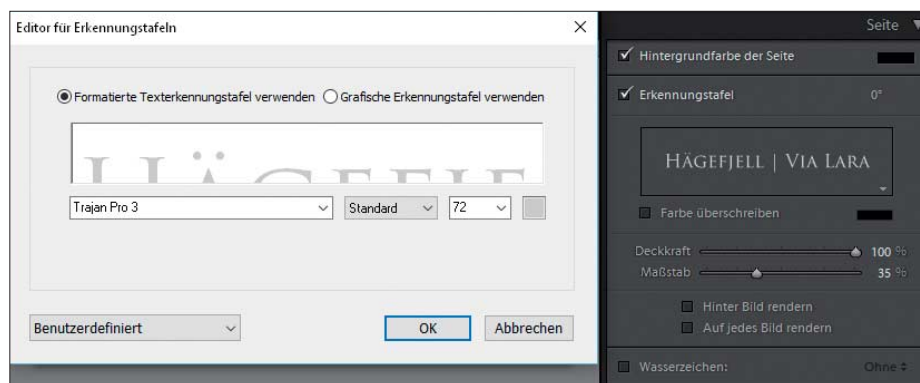 Editor für Erkennungstafeln
Formatierte Texterkennungstafel verwenden Grafische Erkennungstafel verwenden
Trajan Pro 3 Standard 72
Benutzerdefiniert OK Abbrechen
Seite
Hintergrundfarbe der Seite
Erkennungstafel 0°
HÄGEFJELL | VIA LARA
Farbe überschreiben
Deckkraft 100 %
Maßstab 35 %
Hinter Bild rendern
Auf jedes Bild rendern
Wasserzeichen: Ohne